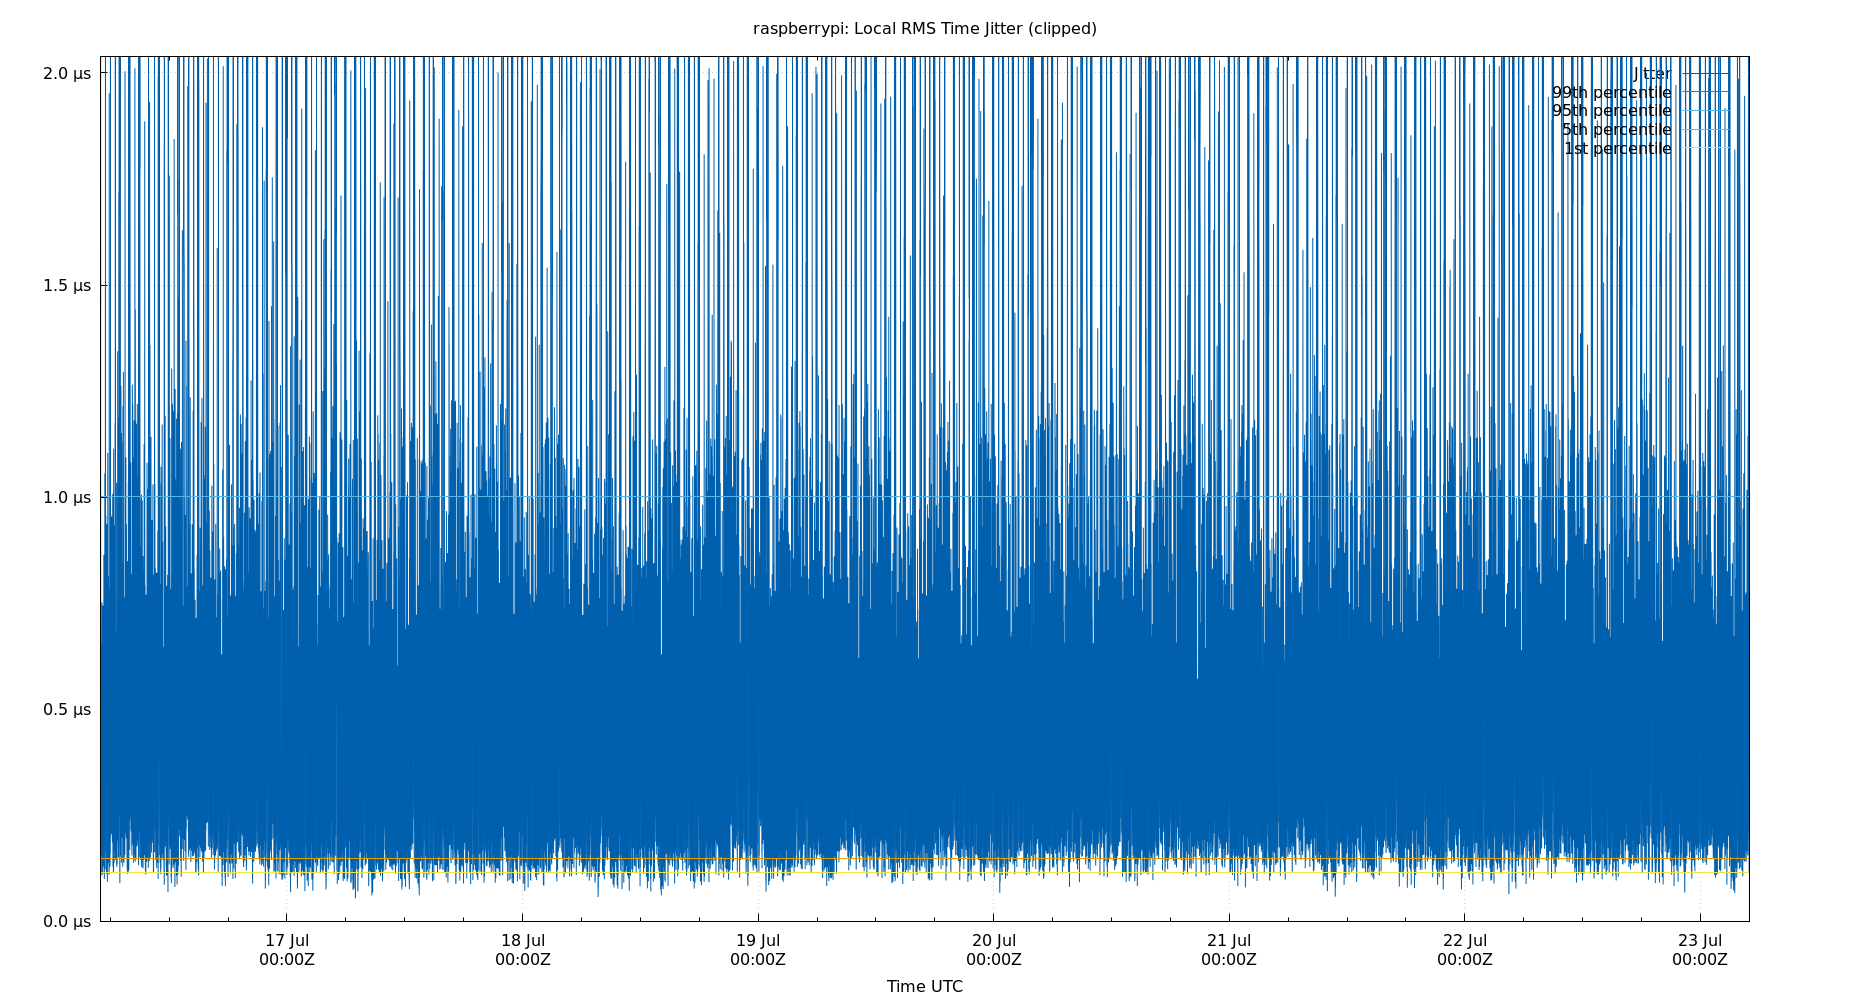 raspberrypi: Local RMS Time Jitter (clipped)
2.0 μs
1.5 μs
1.0 μs
0.5 μs
0.0 μs
Jitter
99th percentile
95th percentile
5th percentile
1st percentile
17 Jul 18 Jul 19 Jul 20 Jul 21 Jul 22 Jul 23 Jul
00:00Z 00:00Z 00:00Z 00:00Z 00:00Z 00:00Z 00:00Z
Time UTC